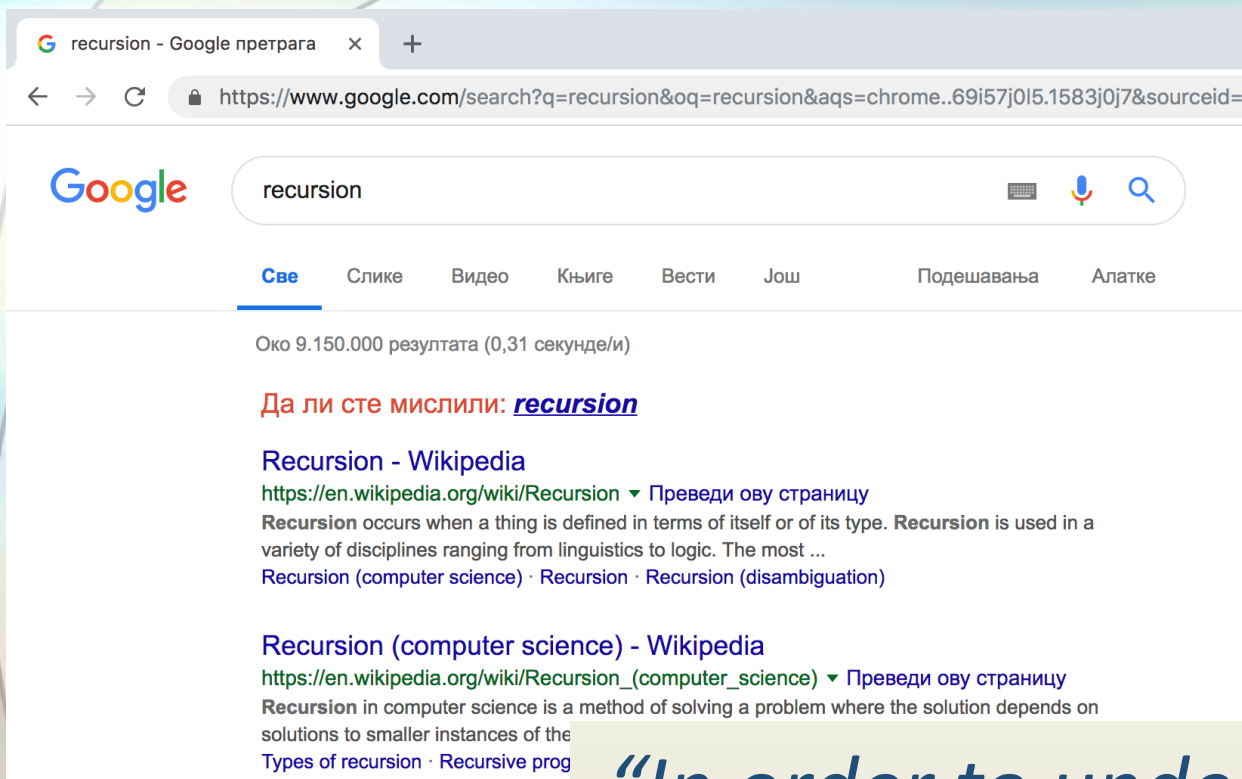 recursion - Google претрага
https://www.google.com/search?q=recursion&oq=recursion&aqs=chrome..69i57j0l5.1583j0j7&sourceid=
Google recursion
Све Слике Видео Књиге Вести Још Подешавања Алатке
Око 9.150.000 резултата (0,31 секунде/и)
Да ли сте мислили: recursion
Recursion - Wikipedia
https://en.wikipedia.org/wiki/Recursion ▾ Преведи ову страницу
Recursion occurs when a thing is defined in terms of itself or of its type. Recursion is used in a
variety of disciplines ranging from linguistics to logic. The most ...
Recursion (computer science) · Recursion · Recursion (disambiguation)
Recursion (computer science) - Wikipedia
https://en.wikipedia.org/wiki/Recursion_(computer_science) ▾ Преведи ову страницу
Recursion in computer science is a method of solving a problem where the solution depends on
solutions to smaller instances of the
Types of recursion · Recursive prog
“In order to unde